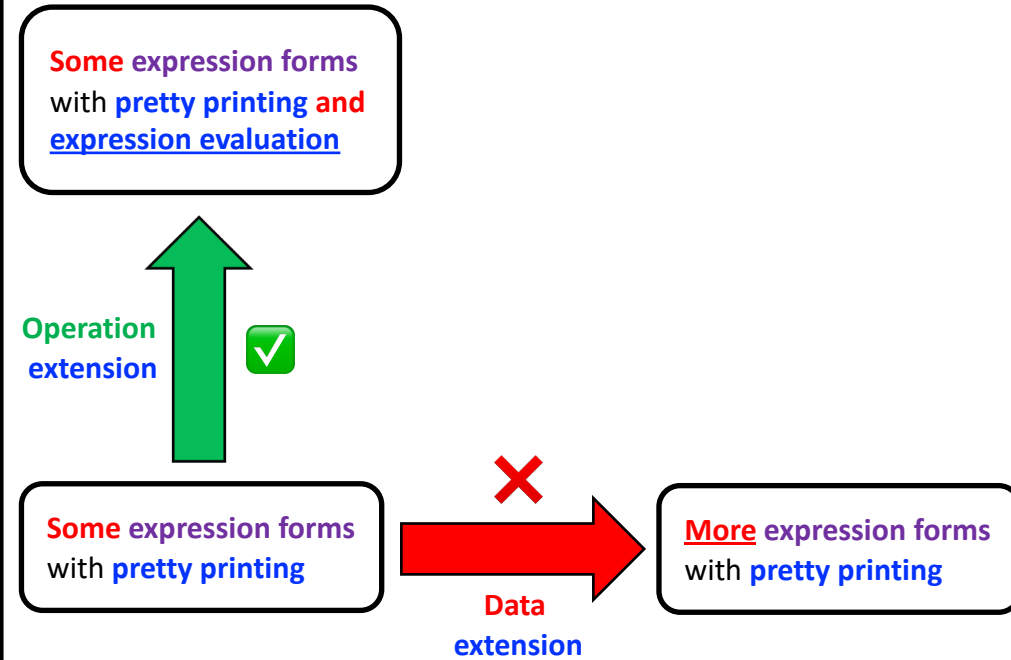 Some expression forms
with pretty printing and
expression evaluation
Operation
extension
Some expression forms
with pretty printing
Data
extension
More expression forms
with pretty printing